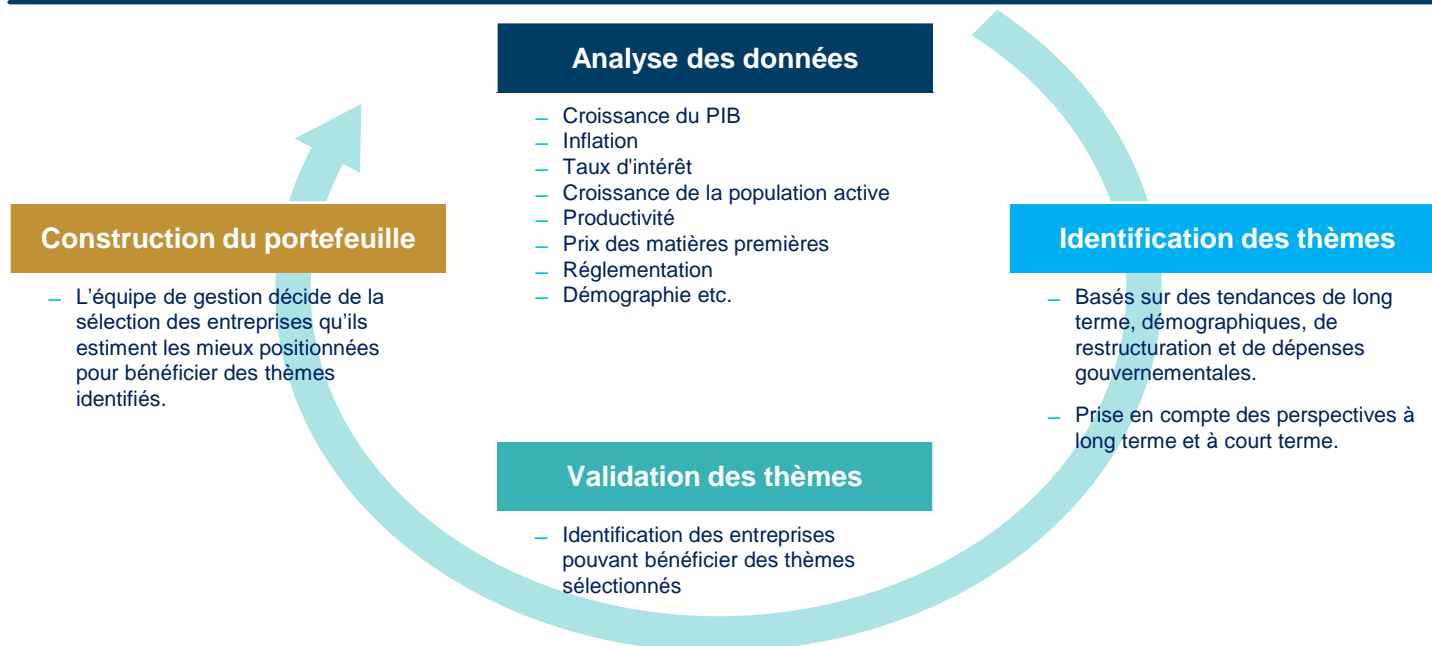 Analyse des données
– Croissance du PIB
– Inflation
– Taux d'intérêt
– Croissance de la population active
– Productivité
– Prix des matières premières
– Réglementation
– Démographie etc.
Identification des thèmes
– Basés sur des tendances de long
terme, démographiques, de
restructuration et de dépenses
gouvernementales.
– Prise en compte des perspectives à
long terme et à court terme.
Validation des thèmes
– Identification des entreprises
pouvant bénéficier des thèmes
sélectionnés
Construction du portefeuille
– L’équipe de gestion décide de la
sélection des entreprises qu’ils
estiment les mieux positionnées
pour bénéficier des thèmes
identifiés.